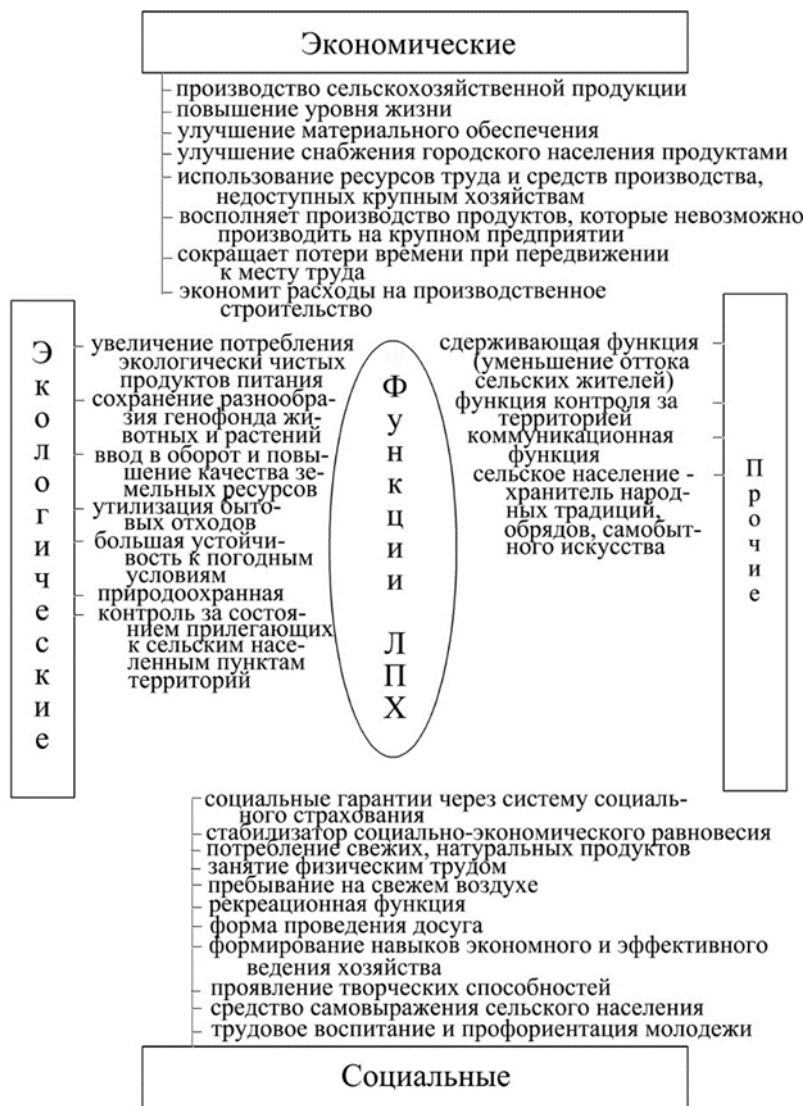 Экономические
производство сельскохозяйственной продукции
повышение уровня жизни
улучшение материального обеспечения
улучшение снабжения городского населения продуктами
использование ресурсов труда и средств производства,
недоступных крупным хозяйствам
восполняет производство продуктов, которые невозможно
производить на крупном предприятии
сокращает потери времени при передвижении
к месту труда
экономит расходы на производственное
строительство
Экологические
увеличение потребления
экологически чистых
продуктов питания
сохранение разнообра-
зия генофонда жи-
вотных и растений
ввод в оборот и повы-
шение качества зе-
мельных ресурсов
утилизация быто-
вых отходов
большая устойчи-
вость к погодным
условиям
природоохранная
контроль за состоя-
нием прилегающих
к сельским насе-
ленным пунктам
территорий
Функции ЛПХ
сдерживающая функция
(уменьшение оттока
сельских жителей)
функция контроля за
территорией
коммуникационная
функция
сельское население -
хранитель народ-
ных традиций,
обрядов, самобыт-
ного искусства
Прочие
социальные гарантии через систему социаль-
ного страхования
стабилизатор социально-экономического равновесия
потребление свежих, натуральных продуктов
занятие физическим трудом
пребывание на свежем воздухе
рекреационная функция
форма проведения досуга
формирование навыков экономного и эффективного
ведения хозяйства
проявление творческих способностей
средство самовыражения сельского населения
трудовое воспитание и профориентация молодежи
Социальные